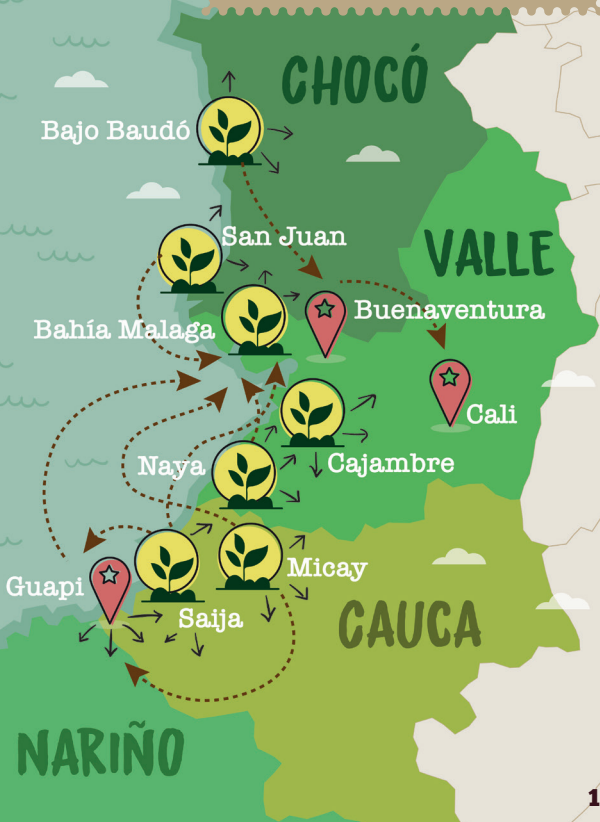 CHOCÓ
Bajo Baudó
San Juan
VALLE
Buenaventura
Bahía Malaga
Cali
Naya
Cajambre
Micay
Guapi
Saija
CAUCA
NARIÑO
1